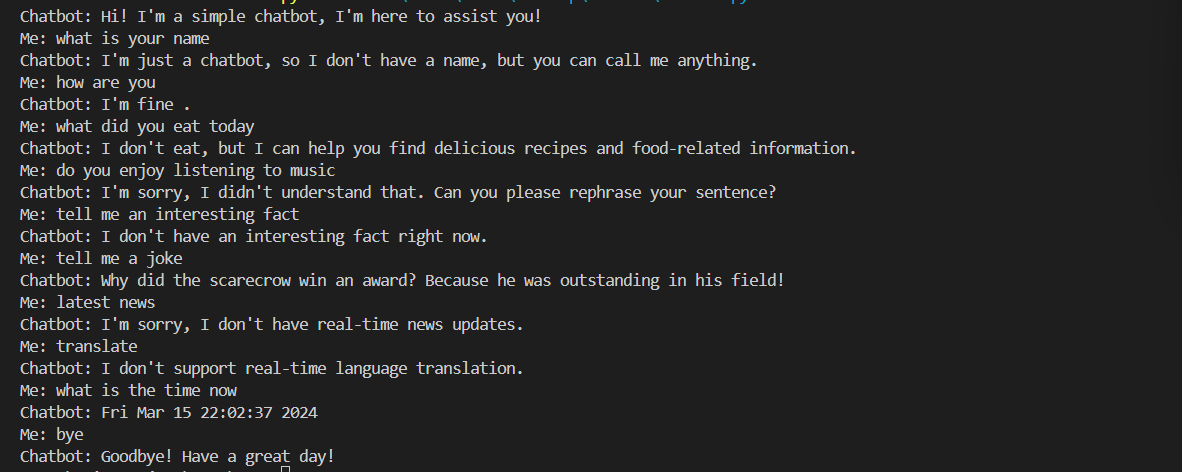 Chatbot: Hi! I'm a simple chatbot, I'm here to assist you!
Me: what is your name
Chatbot: I'm just a chatbot, so I don't have a name, but you can call me anything.
Me: how are you
Chatbot: I'm fine .
Me: what did you eat today
Chatbot: I don't eat, but I can help you find delicious recipes and food-related information.
Me: do you enjoy listening to music
Chatbot: I'm sorry, I didn't understand that. Can you please rephrase your sentence?
Me: tell me an interesting fact
Chatbot: I don't have an interesting fact right now.
Me: tell me a joke
Chatbot: Why did the scarecrow win an award? Because he was outstanding in his field!
Me: latest news
Chatbot: I'm sorry, I don't have real-time news updates.
Me: translate
Chatbot: I don't support real-time language translation.
Me: what is the time now
Chatbot: Fri Mar 15 22:02:37 2024
Me: bye
Chatbot: Goodbye! Have a great day!